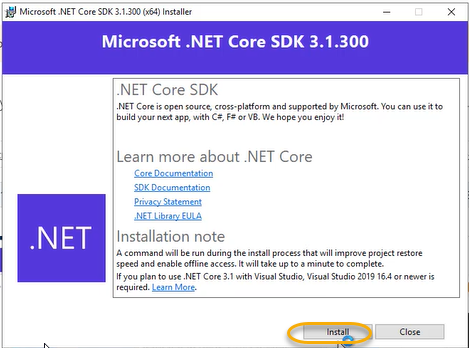 Microsoft .NET Core SDK 3.1.300 (x64) Installer
Microsoft .NET Core SDK 3.1.300
.NET Core SDK
.NET Core is open source, cross-platform and supported by Microsoft. You can use it to
build your next app, with C#, F# or VB. We hope you enjoy it!
Learn more about .NET Core
Core Documentation
SDK Documentation
Privacy Statement
.NET Library EULA
.NET
Installation note
A command will be run during the install process that will improve project restore
speed and enable offline access. It will take up to a minute to complete.
If you plan to use .NET Core 3.1 with Visual Studio, Visual Studio 2019 16.4 or newer is
required. Learn More.
Install
Close